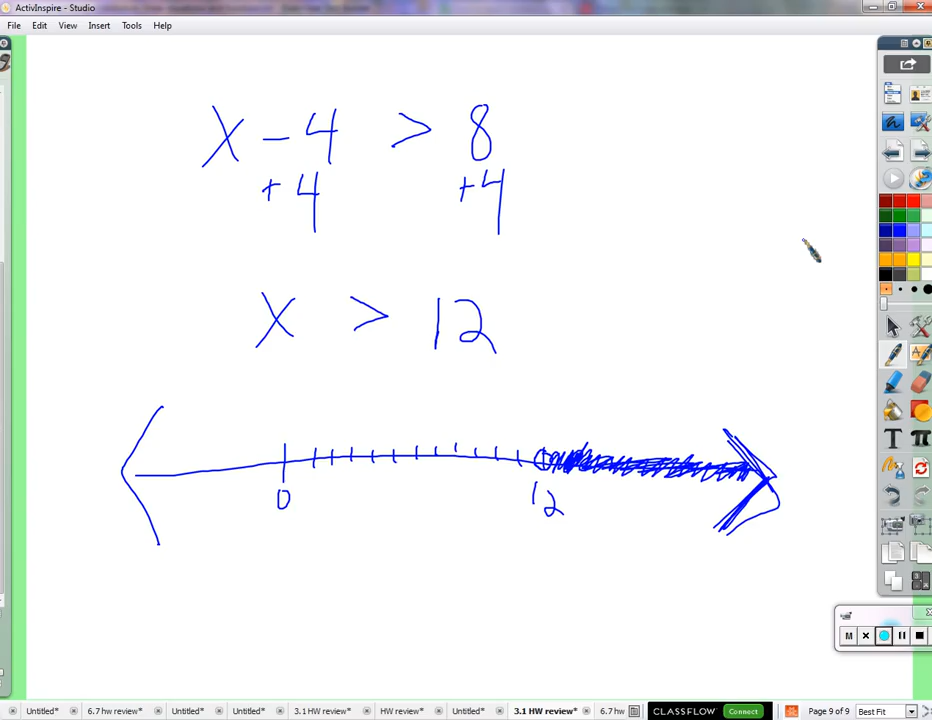 ActivInspire - Studio
File Edit View Insert Tools Help
x - 4 > 8
+4 +4
x > 12
0 12
M
Untitled* 6.7 hw review* Untitled* Untitled* 3.1 HW review* HW review* Untitled* 3.1 HW review* 6.7 hw CLASSFLOW Connect Page 9 of 9 Best Fit